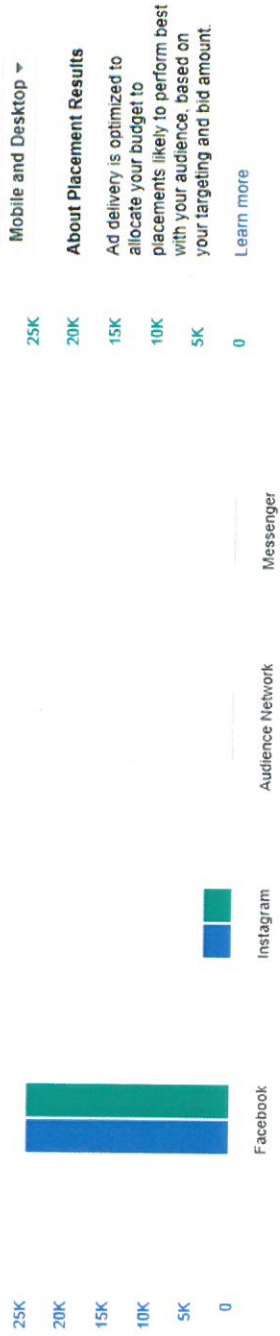 25K
20K
15K
10K
5K
0
Facebook
Instagram
Audience Network
Messenger
25K
20K
15K
10K
5K
0
Mobile and Desktop
About Placement Results
Ad delivery is optimized to
allocate your budget to
placements likely to perform best
with your audience, based on
your targeting and bid amount.
Learn more